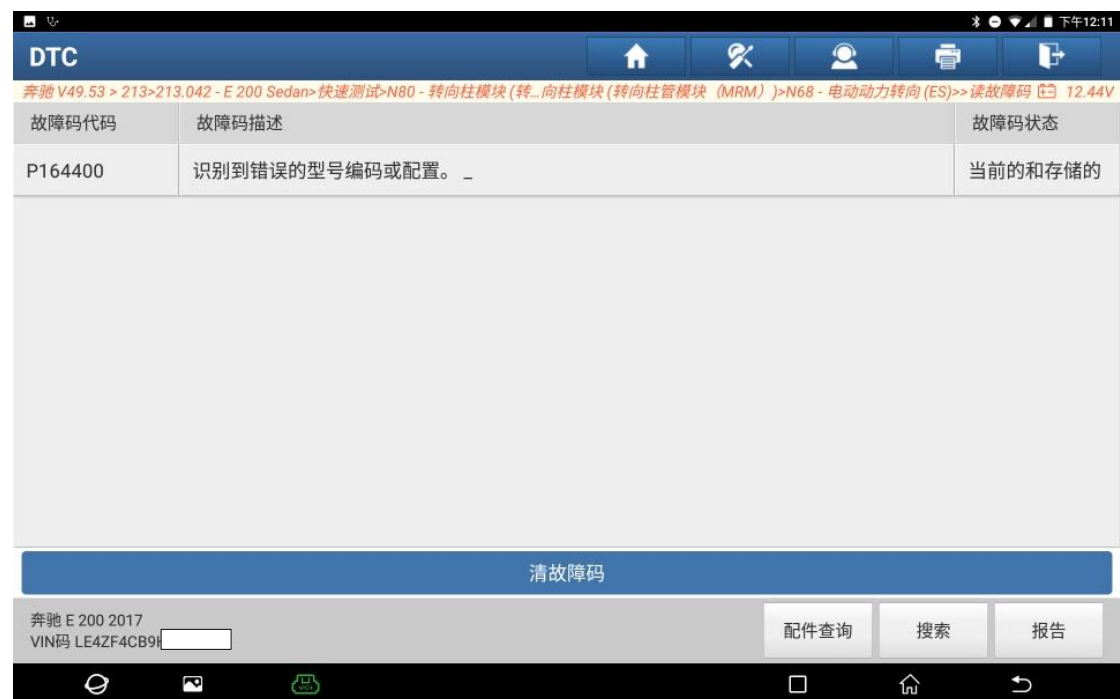 下午12:11
DTC
奔驰 V49.53 > 213>213.042 - E 200 Sedan>快速测试>N80 - 转向柱模块 (转...向柱模块 (转向柱管模块（MRM）)>N68 - 电动动力转向 (ES)>>读故障码 12.44V
故障码代码 故障码描述 故障码状态
P164400 识别到错误的型号编码或配置。 _ 当前的和存储的
清故障码
奔驰 E 200 2017
VIN码 LE4ZF4CB9
配件查询 搜索 报告
VCI